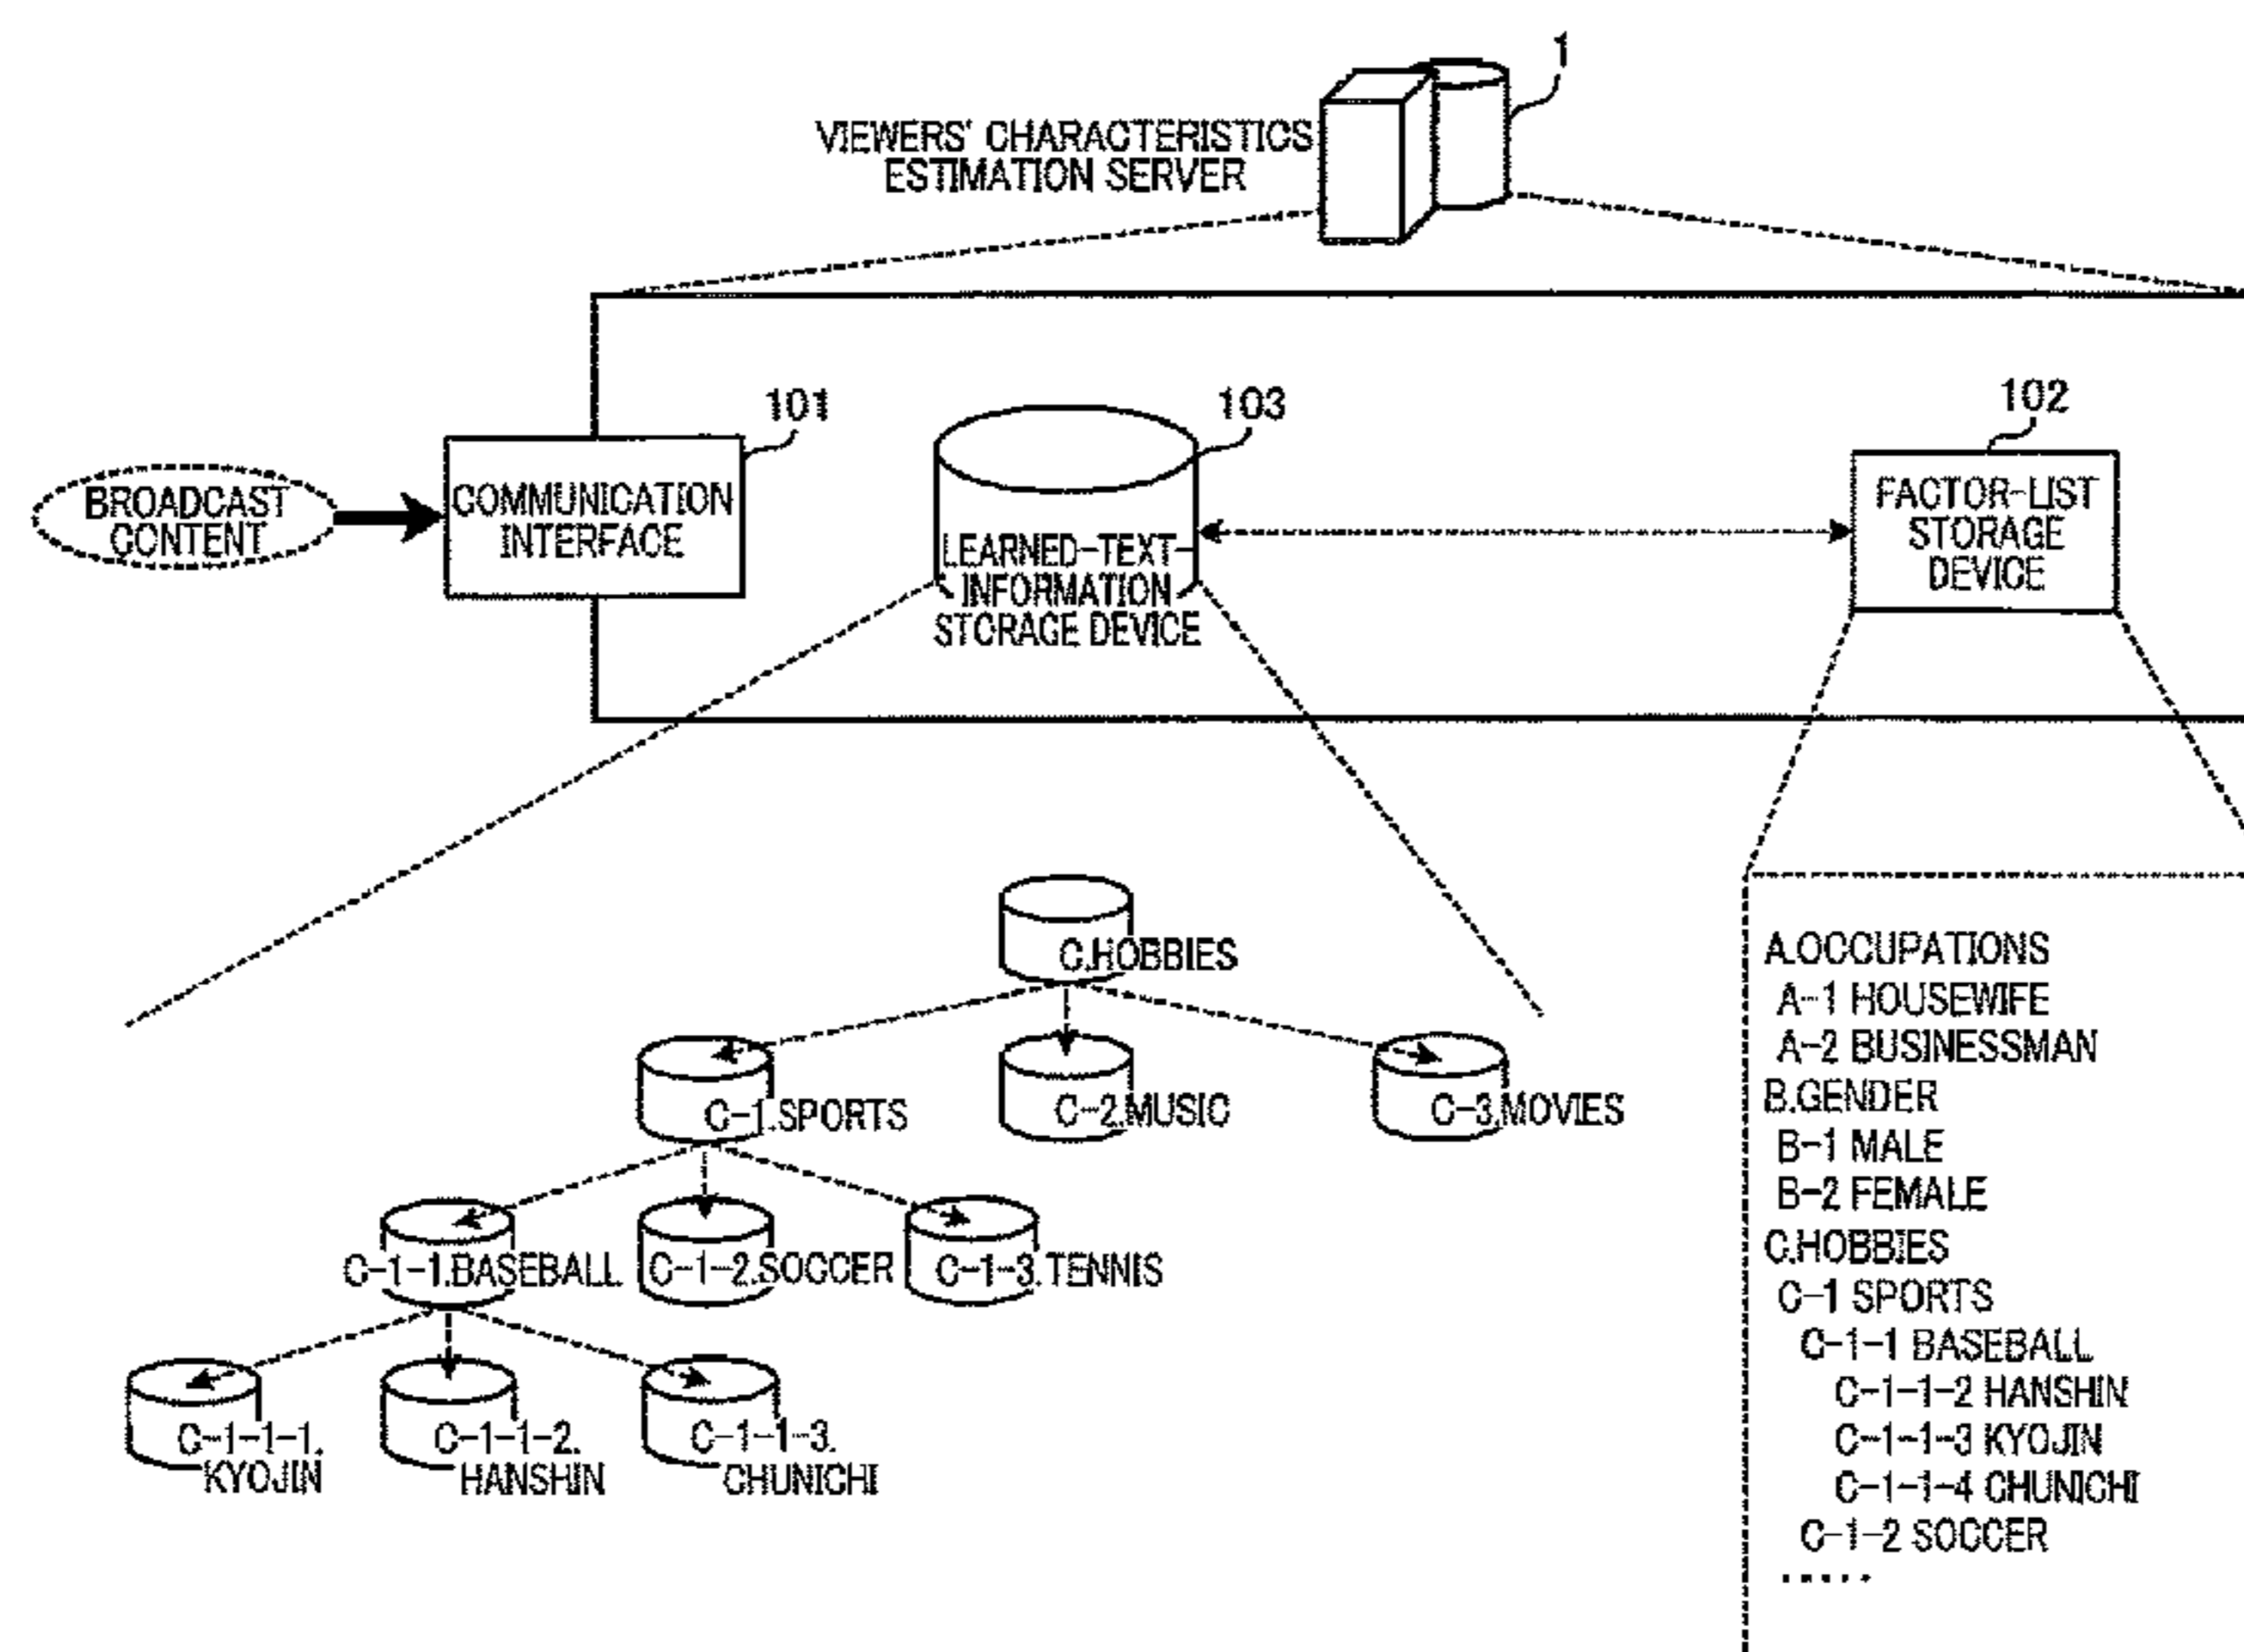 1
VIEWERS' CHARACTERISTICS
ESTIMATION SERVER
101
103
102
BROADCAST
CONTENT
COMMUNICATION
INTERFACE
LEARNED-TEXT-
INFORMATION
STORAGE DEVICE
FACTOR-LIST
STORAGE
DEVICE
C.HOBBIES
C-1.SPORTS
C-2.MUSIC
C-3.MOVIES
C-1-1.BASEBALL
C-1-2.SOCCER
C-1-3.TENNIS
C-1-1-1.
KYOJIN
C-1-1-2.
HANSHIN
C-1-1-3.
CHUNICHI
A.OCCUPATIONS
A-1 HOUSEWIFE
A-2 BUSINESSMAN
B.GENDER
B-1 MALE
B-2 FEMALE
C.HOBBIES
C-1 SPORTS
C-1-1 BASEBALL
C-1-1-2 HANSHIN
C-1-1-3 KYOJIN
C-1-1-4 CHUNICHI
C-1-2 SOCCER
.....